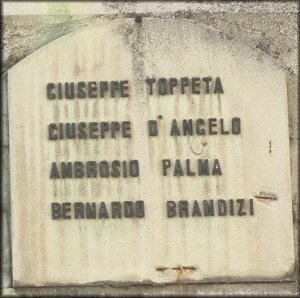 GIUSEPPE TOPPETA
GIUSEPPE D'ANGELO
AMBROSIO PALMA
BERNARDO BRANDIZI